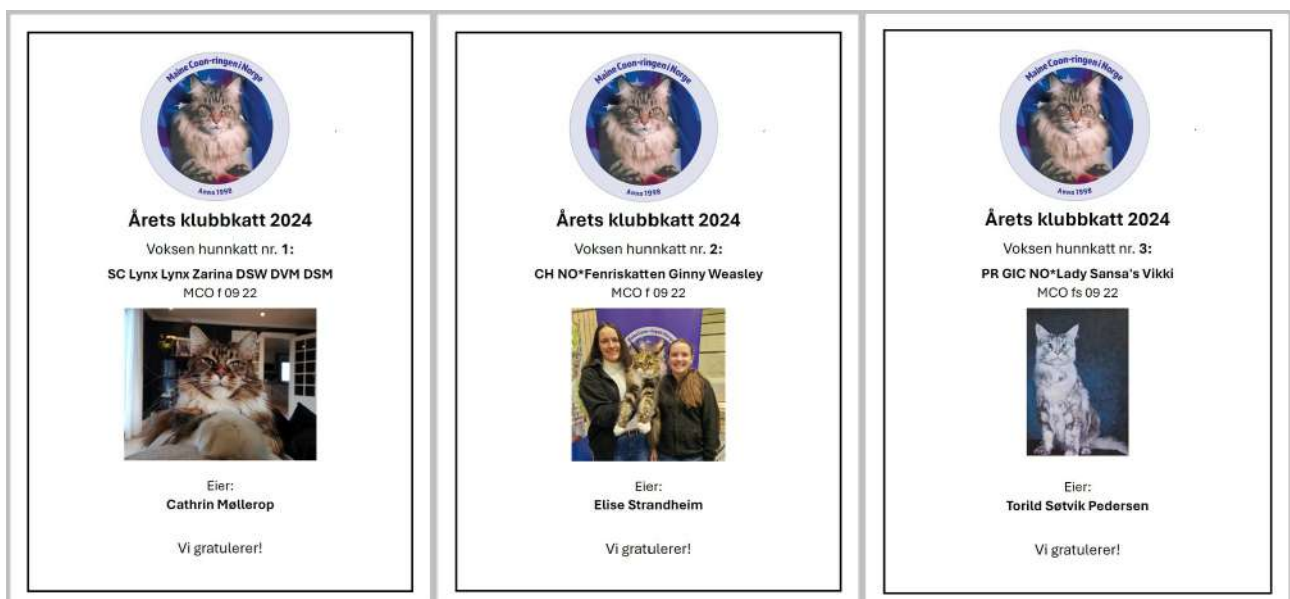 Maine Coon-ringen i Norge
Anno 1998
Årets klubbkatt 2024
Voksen hunnkatt nr. 1:
SC Lynx Lynx Zarina DSW DVM DSM
MCO f 09 22
Eier:
Cathrin Møllerop
Vi gratulerer!
Maine Coon-ringen i Norge
Anno 1998
Årets klubbkatt 2024
Voksen hunnkatt nr. 2:
CH NO*Fenriskatten Ginny Weasley
MCO f 09 22
Eier:
Elise Strandheim
Vi gratulerer!
Maine Coon-ringen i Norge
Anno 1998
Årets klubbkatt 2024
Voksen hunnkatt nr. 3:
PR GIC NO*Lady Sansa's Vikki
MCO fs 09 22
Eier:
Torild Søtvik Pedersen
Vi gratulerer!